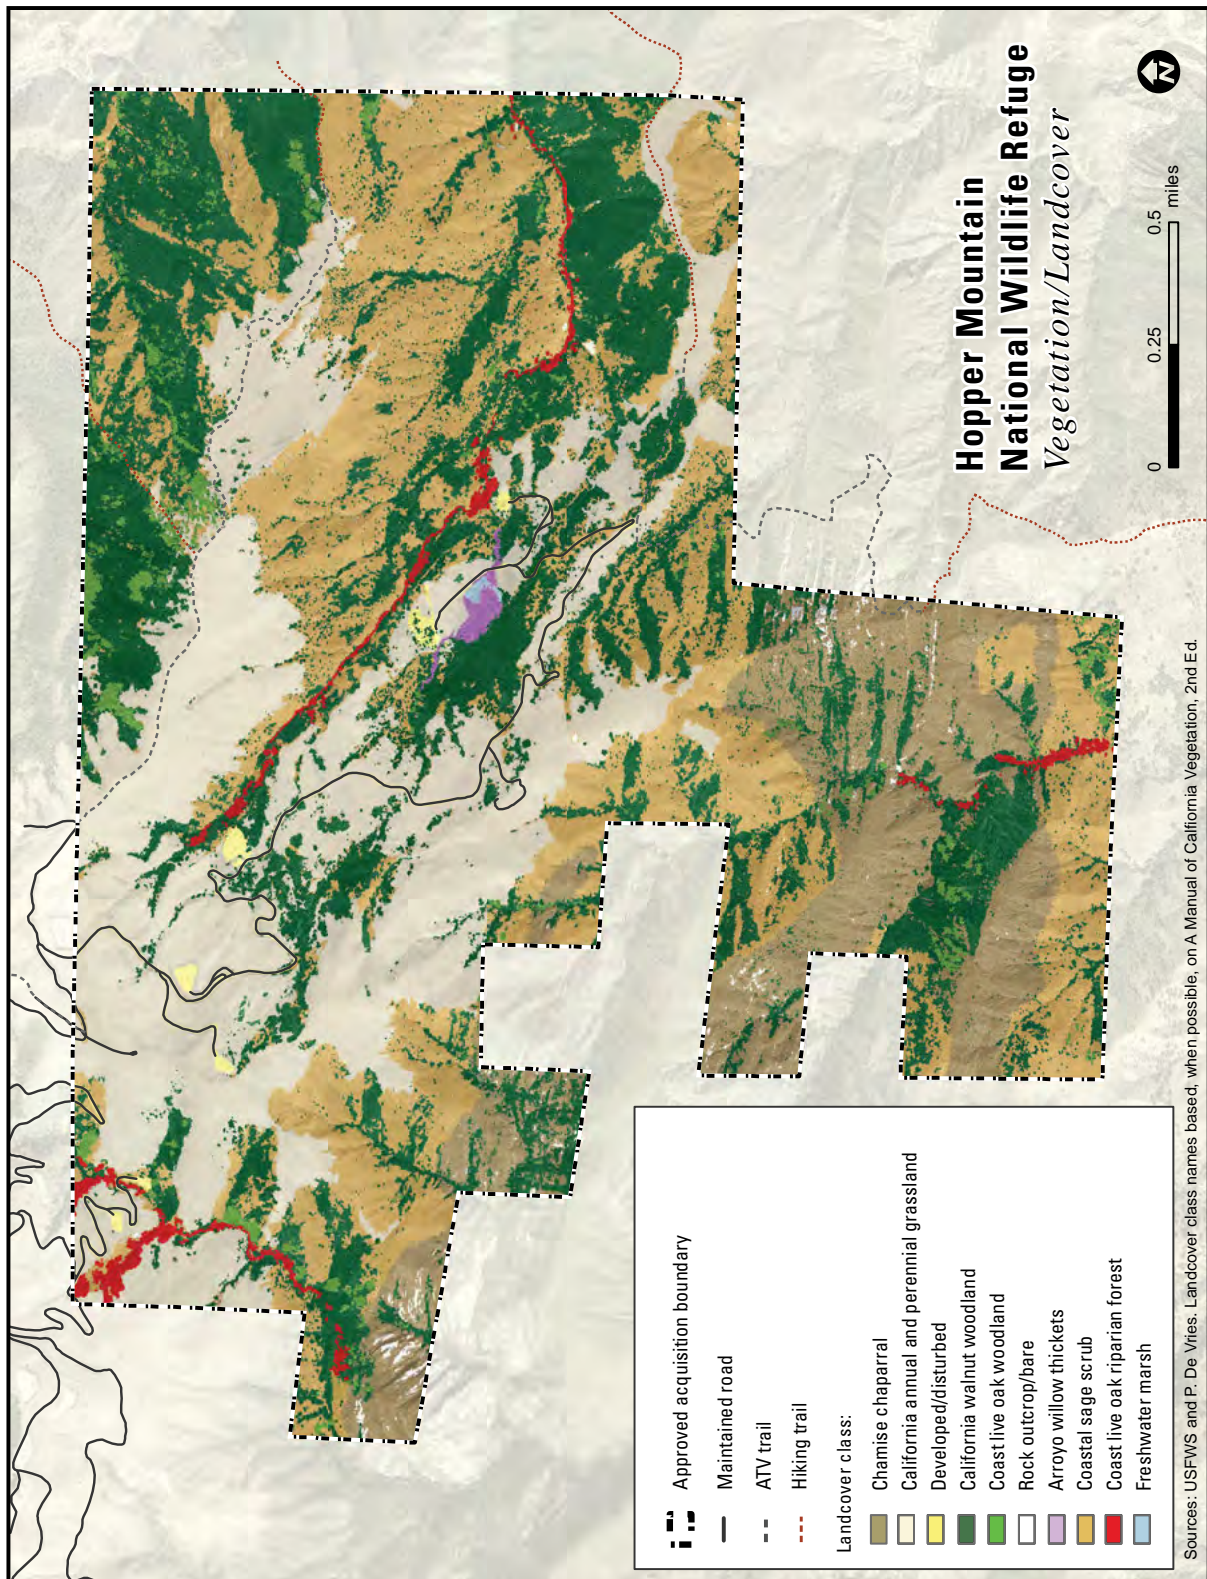 Hopper Mountain
National Wildlife Refuge
Vegetation/Landcover
N
0 0.25 0.5
miles
Approved acquisition boundary
Maintained road
ATV trail
Hiking trail
Landcover class:
Chamise chaparral
California annual and perennial grassland
Developed/disturbed
California walnut woodland
Coast live oak woodland
Rock outcrop/bare
Arroyo willow thickets
Coastal sage scrub
Coast live oak riparian forest
Freshwater marsh
Sources: USFWS and P. De Vries. Landcover class names based, when possible, on A Manual of Calfiornia Vegetation, 2nd Ed.